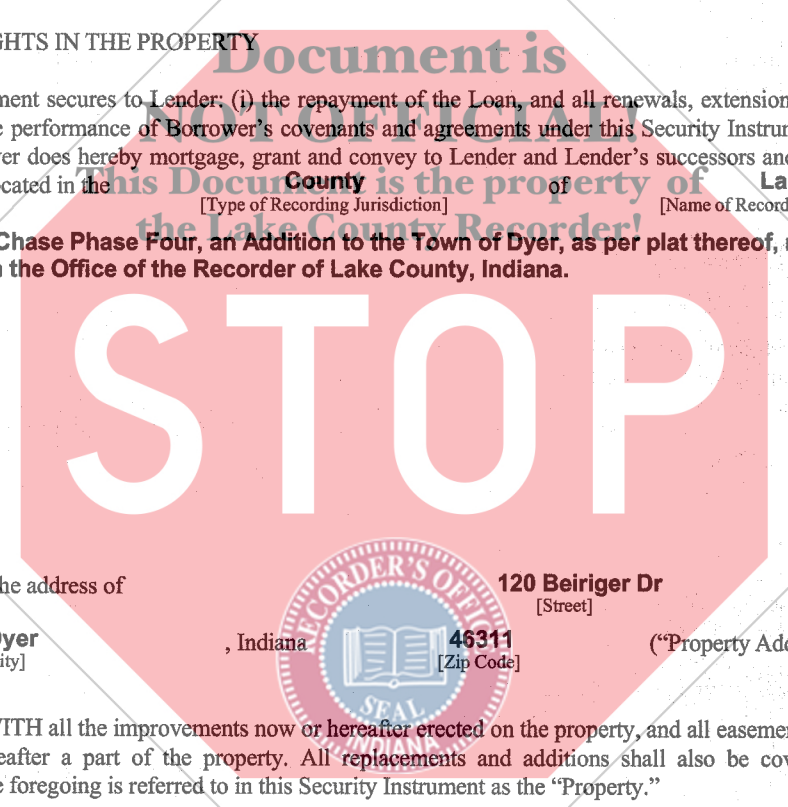 GHTS IN THE PROPERTY
Document is
ment secures to Lender: (i) the repayment of the Loan, and all renewals, extension
NOT OFFICIAL!
e performance of Borrower's covenants and agreements under this Security Instrum
ver does hereby mortgage, grant and convey to Lender and Lender's successors and
ocated in the County of La
This Document is the property of
[Type of Recording Jurisdiction] [Name of Record
the Lake County Recorder!
Chase Phase Four, an Addition to the Town of Dyer, as per plat thereof,
the Office of the Recorder of Lake County, Indiana.
STOP
he address of 120 Beiriger Dr
[Street]
yer , Indiana 46311 ("Property Add
ity] [Zip Code]
RECORDER'S OFFICE
SEAL
INDIANA
WITH all the improvements now or hereafter erected on the property, and all easemen
eafter a part of the property. All replacements and additions shall also be cov
e foregoing is referred to in this Security Instrument as the "Property."